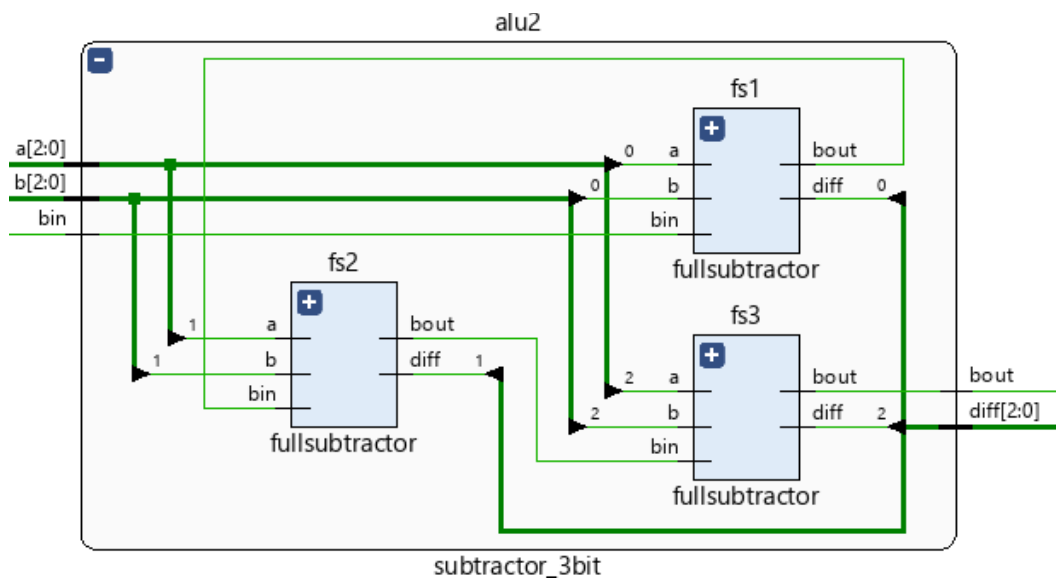 alu2
fs1
a[2:0]
0 a bout
b[2:0]
0 b diff 0
bin
bin
fullsubtractor
fs2
fs3
1 a bout
1 b diff 1
bin
fullsubtractor
2 a bout bout
2 b diff 2 diff[2:0]
bin
fullsubtractor
subtractor_3bit